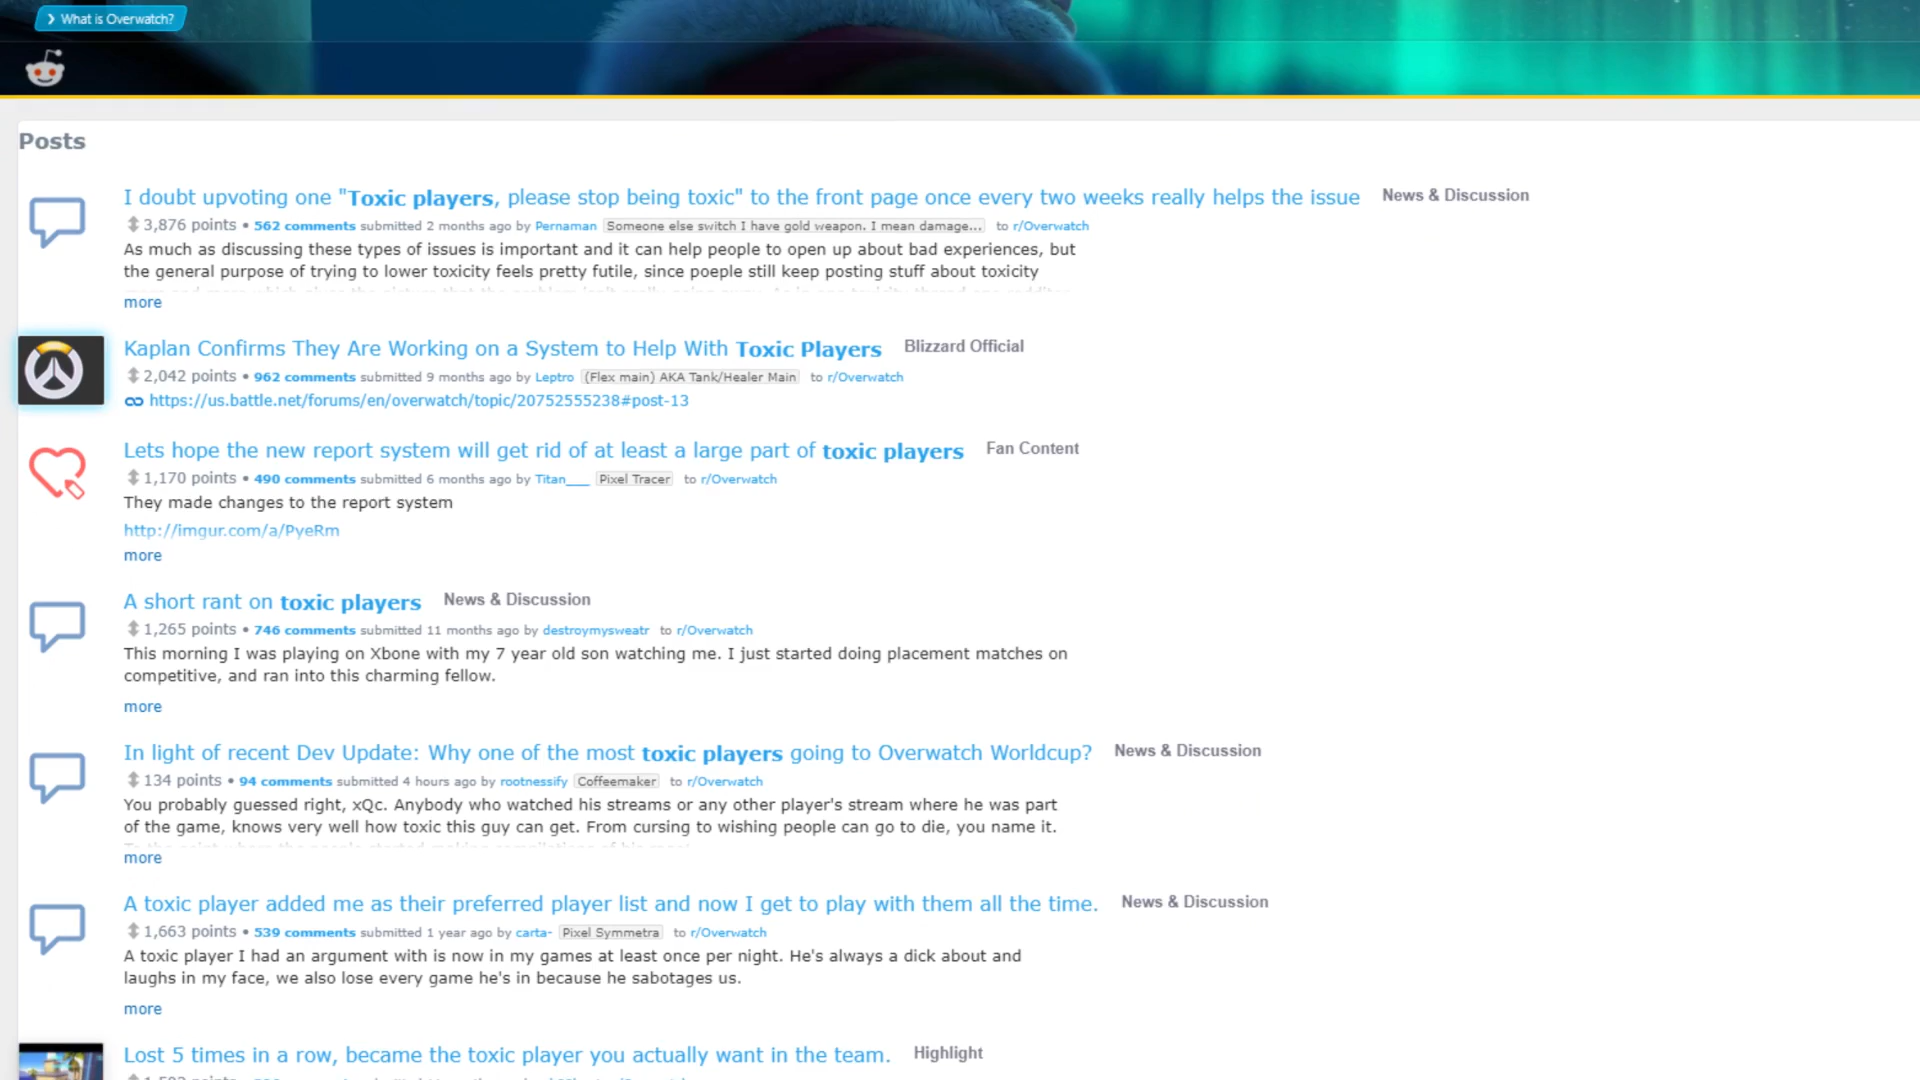 What is Overwatch?
Posts
I doubt upvoting one "Toxic players, please stop being toxic" to the front page once every two weeks really helps the issue News & Discussion
3,876 points • 562 comments submitted 2 months ago by Pernaman Someone else switch I have gold weapon. I mean damage... to r/Overwatch
As much as discussing these types of issues is important and it can help people to open up about bad experiences, but
the general purpose of trying to lower toxicity feels pretty futile, since poeple still keep posting stuff about toxicity
more
Kaplan Confirms They Are Working on a System to Help With Toxic Players Blizzard Official
2,042 points • 962 comments submitted 9 months ago by Leptro (Flex main) AKA Tank/Healer Main to r/Overwatch
https://us.battle.net/forums/en/overwatch/topic/20752555238#post-13
Lets hope the new report system will get rid of at least a large part of toxic players Fan Content
1,170 points • 490 comments submitted 6 months ago by Titan___ Pixel Tracer to r/Overwatch
They made changes to the report system
http://imgur.com/a/PyeRm
more
A short rant on toxic players News & Discussion
1,265 points • 746 comments submitted 11 months ago by destroymysweatr to r/Overwatch
This morning I was playing on Xbone with my 7 year old son watching me. I just started doing placement matches on
competitive, and ran into this charming fellow.
more
In light of recent Dev Update: Why one of the most toxic players going to Overwatch Worldcup? News & Discussion
134 points • 94 comments submitted 4 hours ago by rootnessify Coffeemaker to r/Overwatch
You probably guessed right, xQc. Anybody who watched his streams or any other player's stream where he was part
of the game, knows very well how toxic this guy can get. From cursing to wishing people can go to die, you name it.
more
A toxic player added me as their preferred player list and now I get to play with them all the time. News & Discussion
1,663 points • 539 comments submitted 1 year ago by carta- Pixel Symmetra to r/Overwatch
A toxic player I had an argument with is now in my games at least once per night. He's always a dick about and
laughs in my face, we also lose every game he's in because he sabotages us.
more
Lost 5 times in a row, became the toxic player you actually want in the team. Highlight